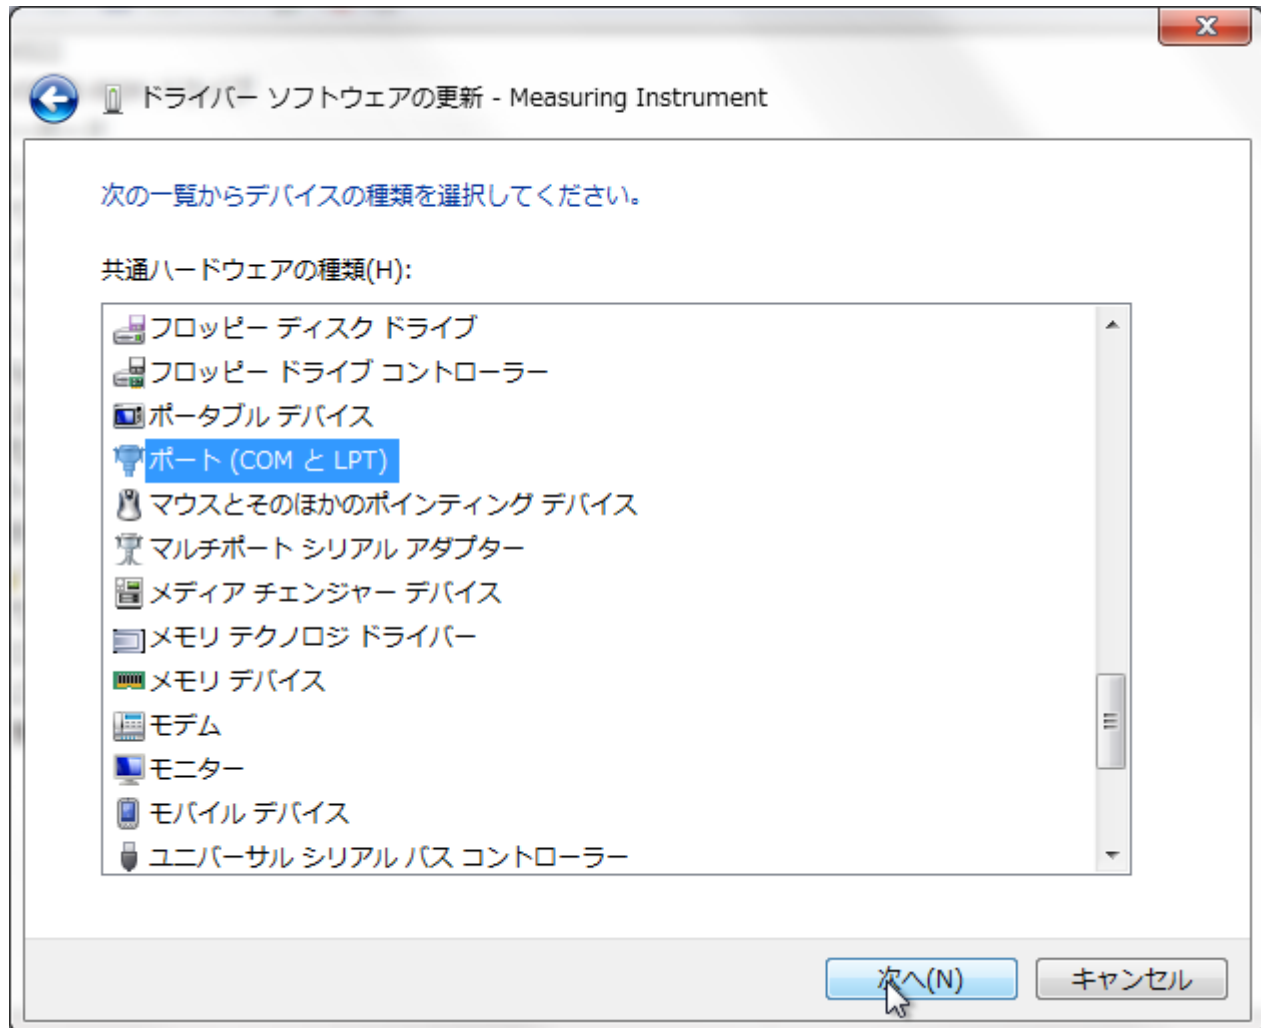 ドライバー ソフトウェアの更新 - Measuring Instrument
次の一覧からデバイスの種類を選択してください。
共通ハードウェアの種類(H):
フロッピー ディスク ドライブ
フロッピー ドライブ コントローラー
ポータブル デバイス
ポート (COM と LPT)
マウスとそのほかのポインティング デバイス
マルチポート シリアル アダプター
メディア チェンジャー デバイス
メモリ テクノロジ ドライバー
メモリ デバイス
モデム
モニター
モバイル デバイス
ユニバーサル シリアル バス コントローラー
次へ(N)
キャンセル